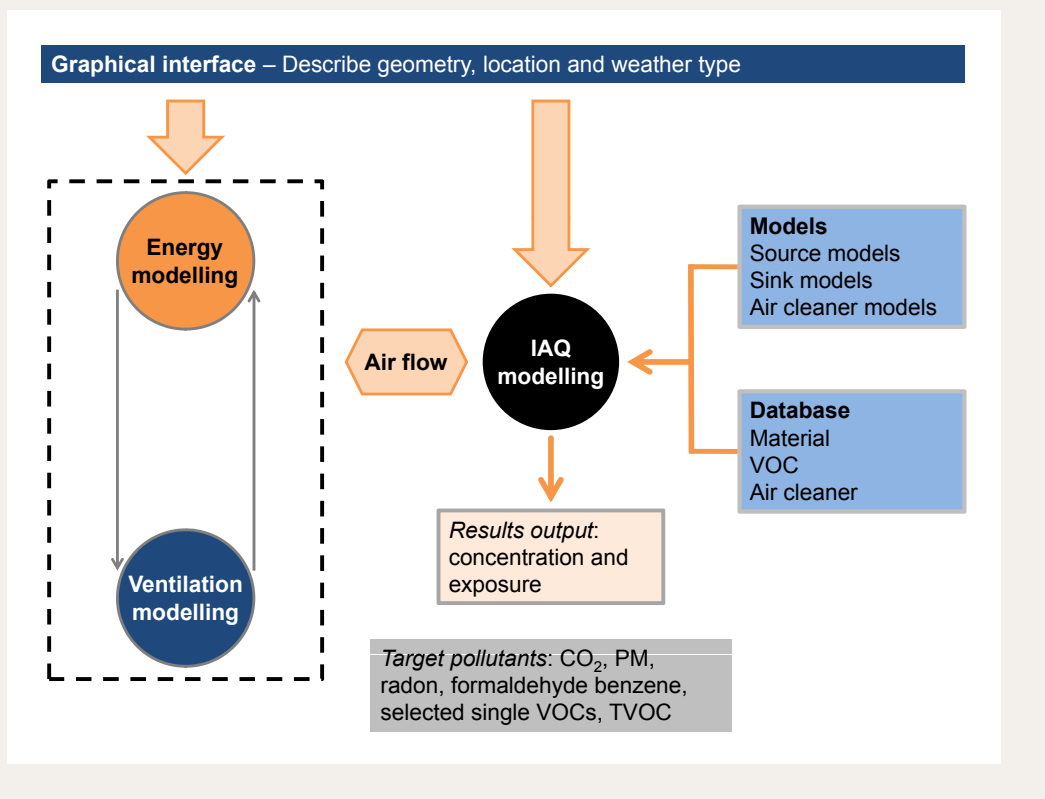 Graphical interface – Describe geometry, location and weather type
Energy
modelling
Ventilation
modelling
Air flow
IAQ
modelling
Models
Source models
Sink models
Air cleaner models
Database
Material
VOC
Air cleaner
Results output:
concentration and
exposure
Target pollutants: CO₂, PM,
radon, formaldehyde benzene,
selected single VOCs, TVOC